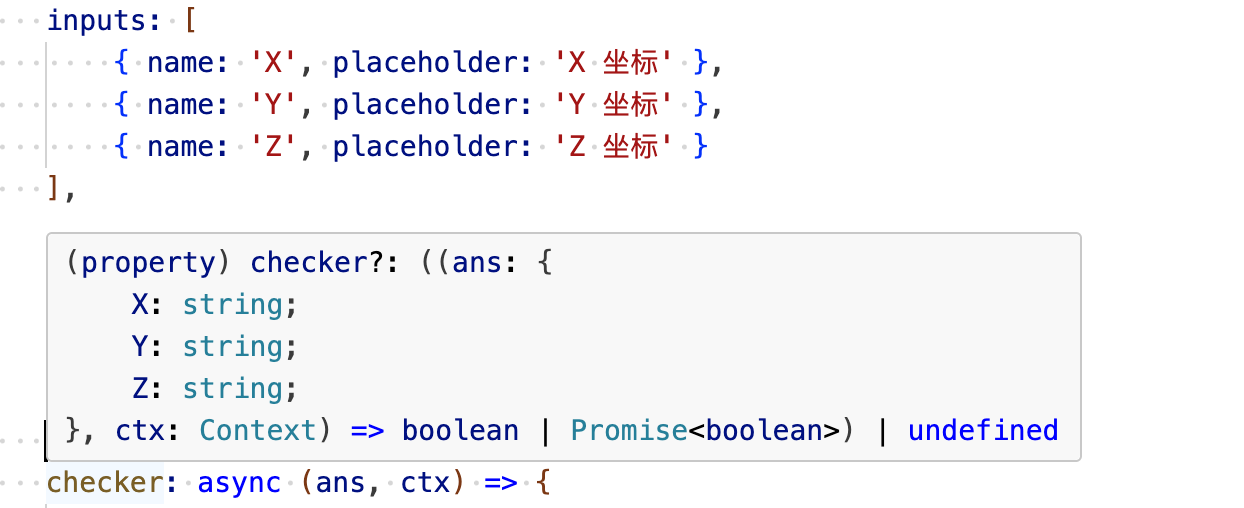 inputs: [
{ name: 'X', placeholder: 'X 坐标' },
{ name: 'Y', placeholder: 'Y 坐标' },
{ name: 'Z', placeholder: 'Z 坐标' }
],
(property) checker?: ((ans: {
X: string;
Y: string;
Z: string;
}, ctx: Context) => boolean | Promise<boolean>) | undefined
checker: async (ans, ctx) => {